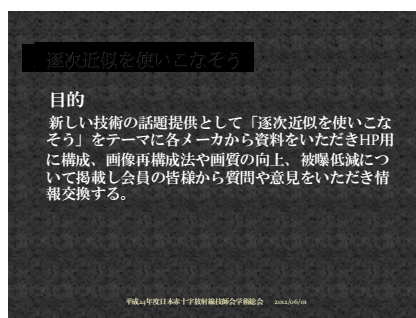 ：逐次近似を使いこなそう
目的
新しい技術の話題提供として「逐次近似を使いこな
そう」をテーマに各メーカから資料をいただきHP用
に構成、画像再構成法や画質の向上、被曝低減につ
いて掲載し会員の皆様から質問や意見をいただき情
報交換する。
平成24年度日本赤十字放射線技師会学術総会 2012/06/01